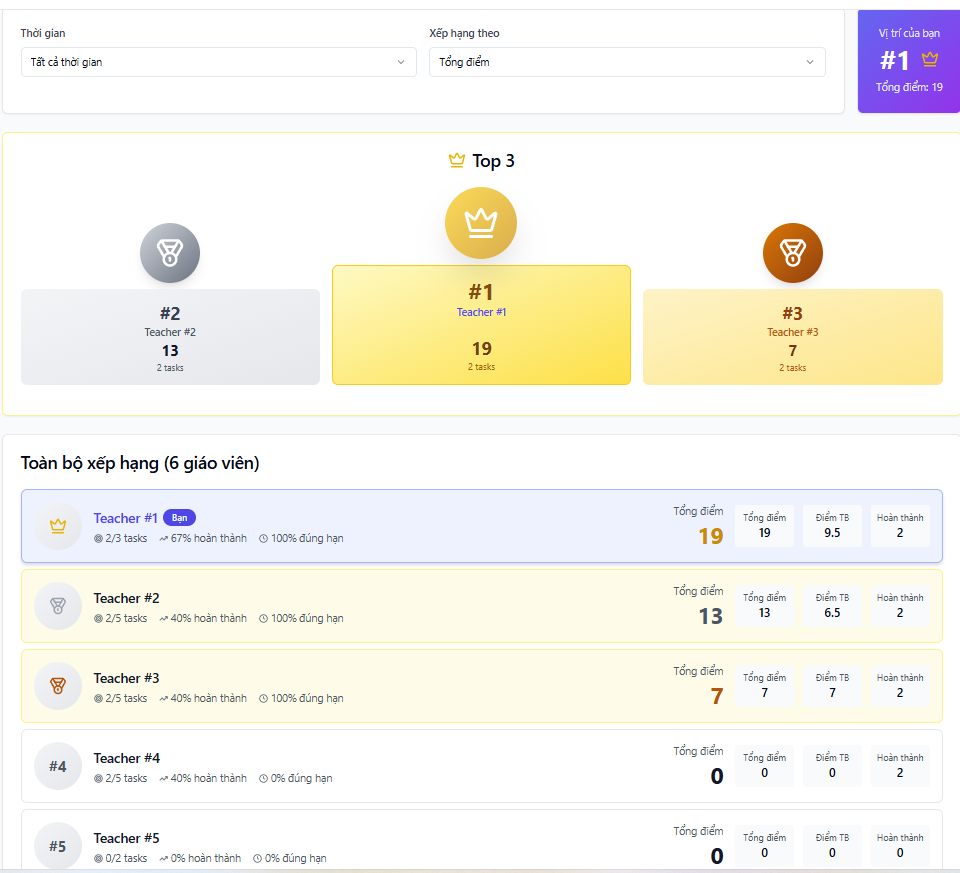 Thời gian
Xếp hạng theo
Tất cả thời gian
Tổng điểm
Vị trí của bạn
#1
Tổng điểm: 19
Top 3
#2
Teacher #2
13
2 tasks
#1
Teacher #1
19
2 tasks
#3
Teacher #3
7
2 tasks
Toàn bộ xếp hạng (6 giáo viên)
Teacher #1 Bạn
2/3 tasks 67% hoàn thành 100% đúng hạn
Tổng điểm
19
Tổng điểm
19
Điểm TB
9.5
Hoàn thành
2
Teacher #2
2/5 tasks 40% hoàn thành 100% đúng hạn
Tổng điểm
13
Tổng điểm
13
Điểm TB
6.5
Hoàn thành
2
Teacher #3
2/5 tasks 40% hoàn thành 100% đúng hạn
Tổng điểm
7
Tổng điểm
7
Điểm TB
7
Hoàn thành
2
#4
Teacher #4
2/5 tasks 40% hoàn thành 0% đúng hạn
Tổng điểm
0
Tổng điểm
0
Điểm TB
0
Hoàn thành
2
#5
Teacher #5
0/2 tasks 0% hoàn thành 0% đúng hạn
Tổng điểm
0
Tổng điểm
0
Điểm TB
0
Hoàn thành
0